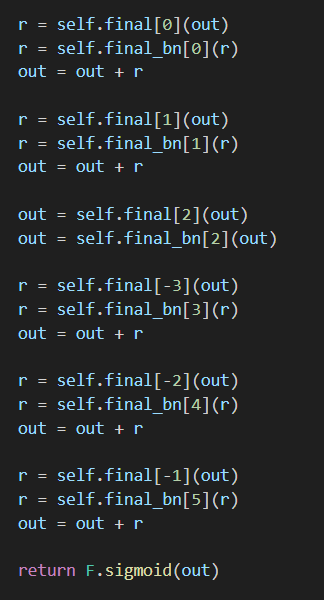 r = self.final[0](out)
r = self.final_bn[0](r)
out = out + r
r = self.final[1](out)
r = self.final_bn[1](r)
out = out + r
out = self.final[2](out)
out = self.final_bn[2](out)
r = self.final[-3](out)
r = self.final_bn[3](r)
out = out + r
r = self.final[-2](out)
r = self.final_bn[4](r)
out = out + r
r = self.final[-1](out)
r = self.final_bn[5](r)
out = out + r
return F.sigmoid(out)